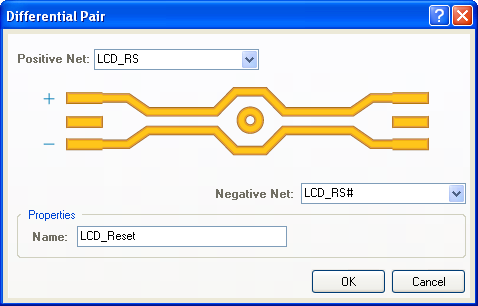 Differential Pair
Positive Net: LCD_RS
+
−
Negative Net: LCD_RS#
Properties
Name: LCD_Reset
OK Cancel